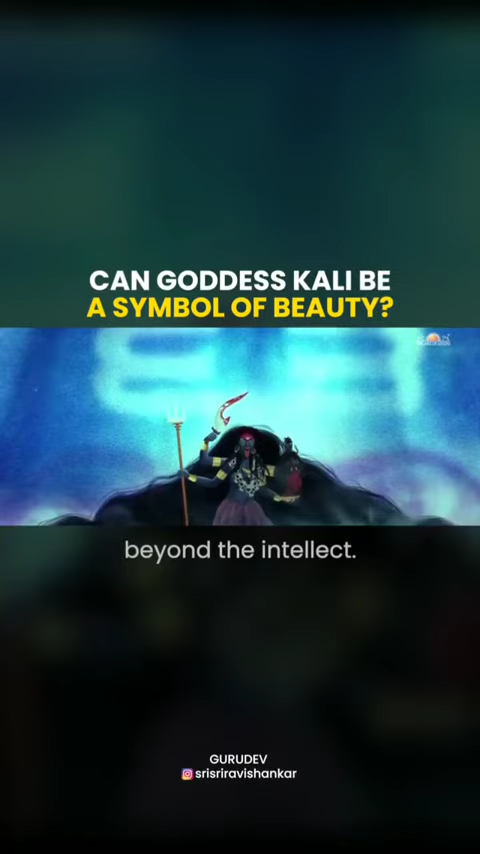 CAN GODDESS KALI BE
A SYMBOL OF BEAUTY?
beyond the intellect.
GURUDEV
srisriravishankar